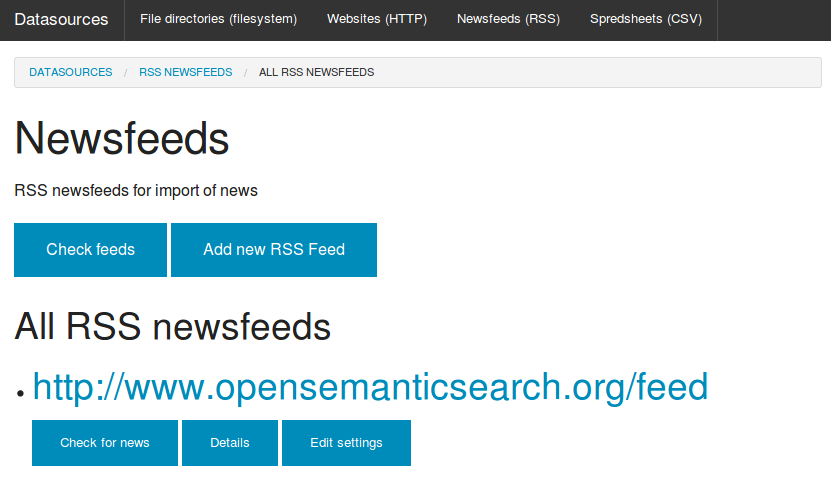 Datasources File directories (filesystem) Websites (HTTP) Newsfeeds (RSS) Spredsheets (CSV)
DATASOURCES / RSS NEWSFEEDS / ALL RSS NEWSFEEDS
Newsfeeds
RSS newsfeeds for import of news
Check feeds Add new RSS Feed
All RSS newsfeeds
• http://www.opensemanticsearch.org/feed
Check for news Details Edit settings